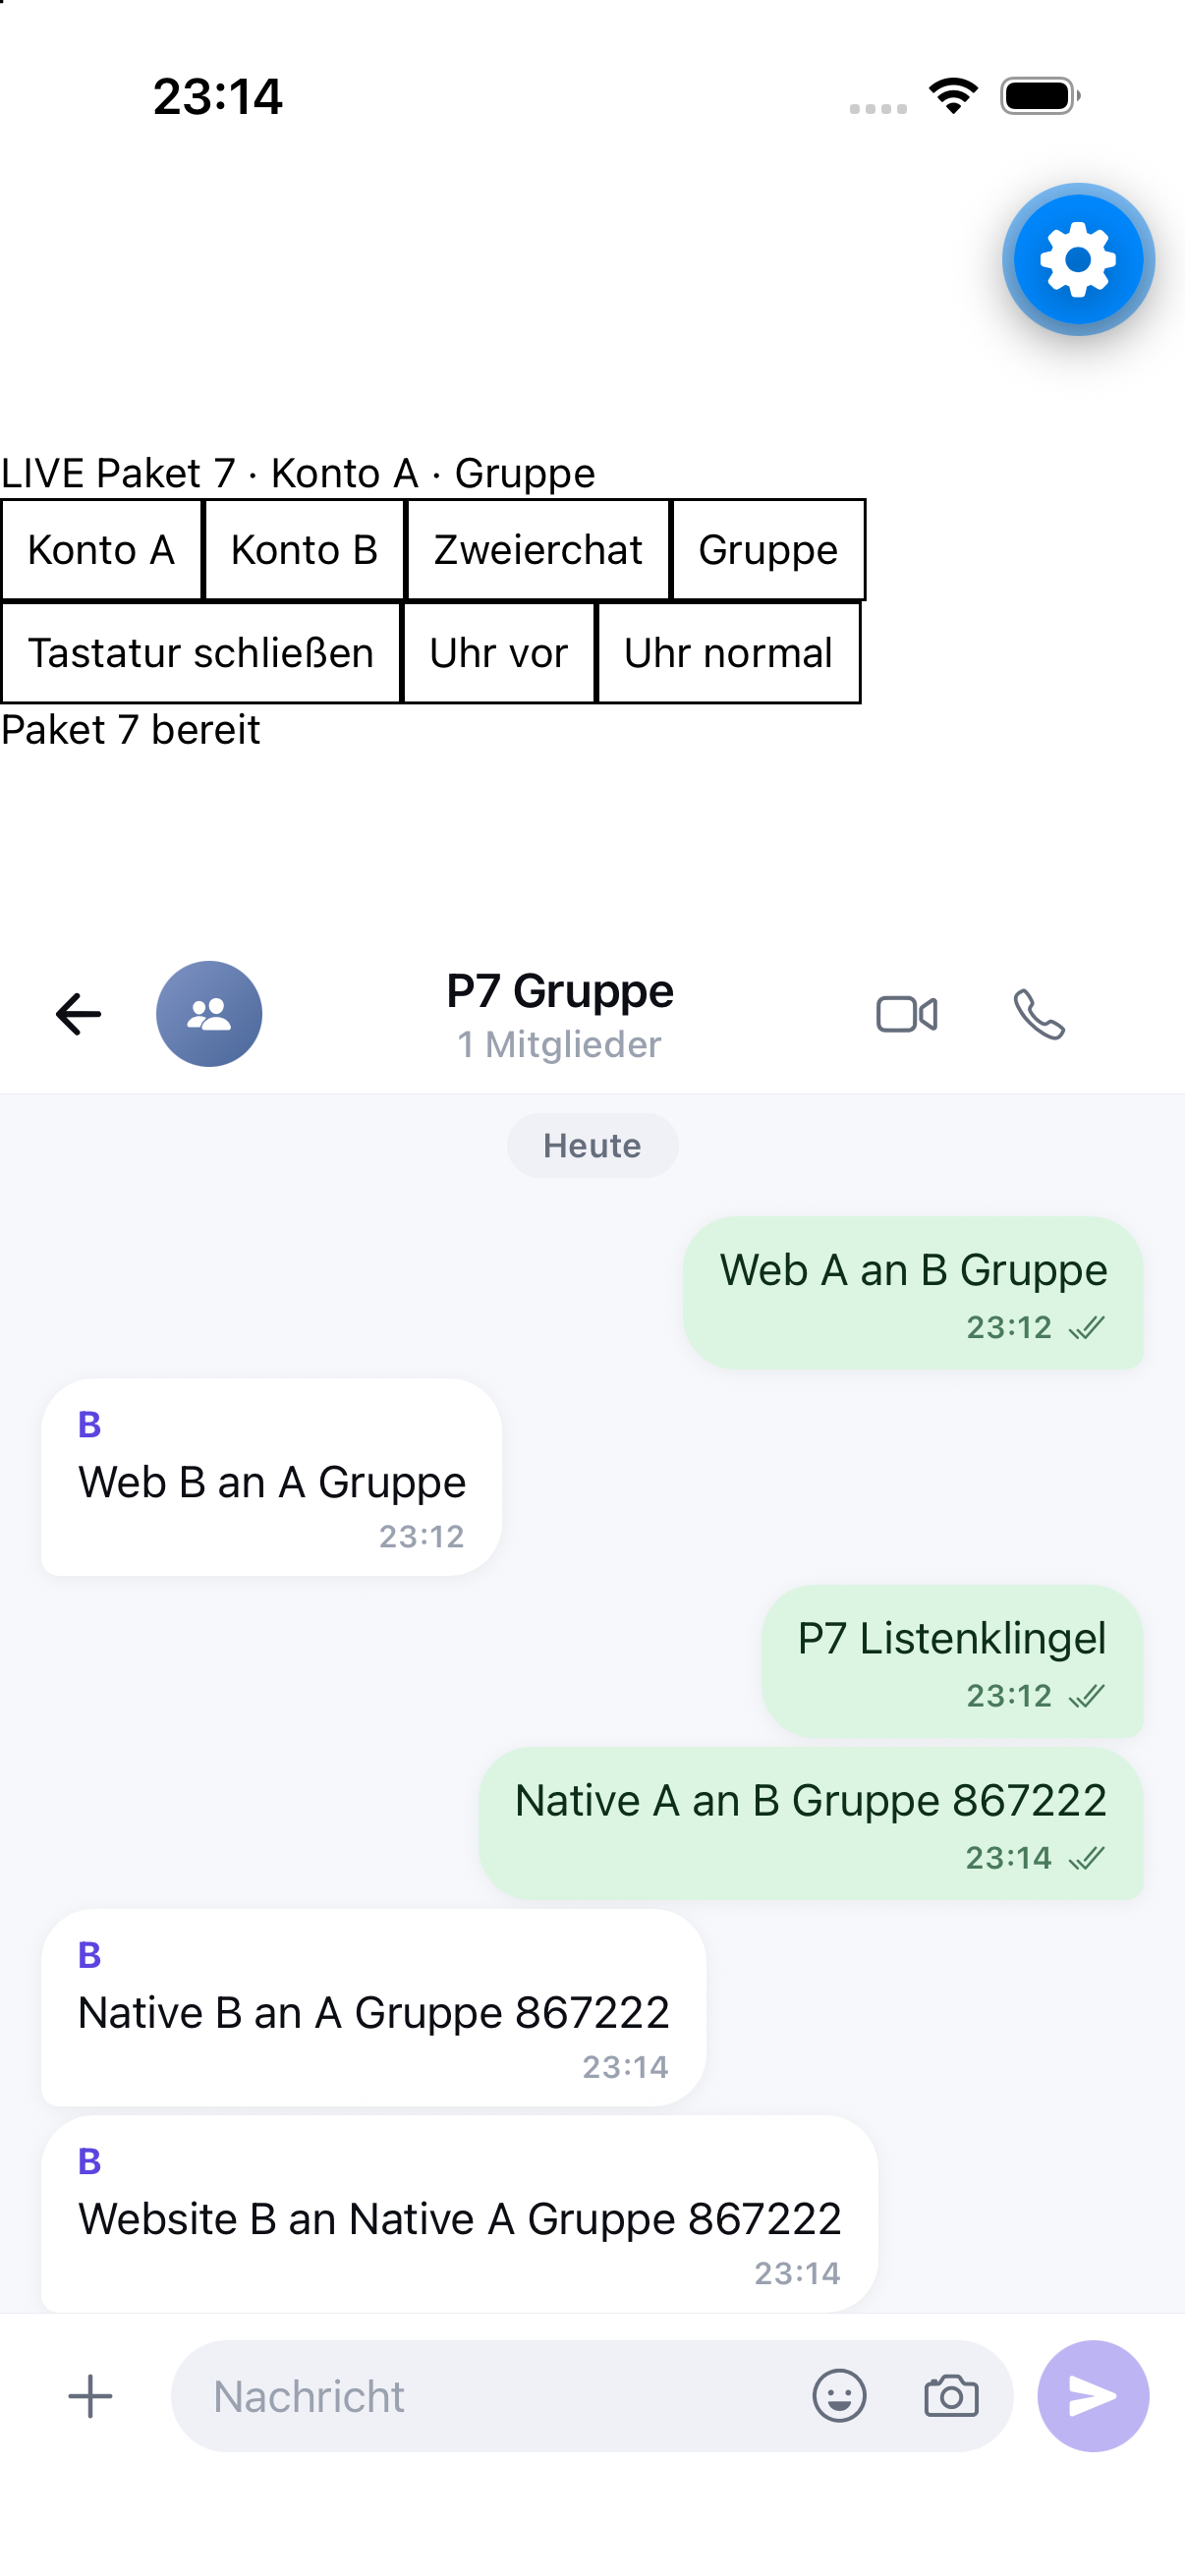 23:14
LIVE Paket 7 · Konto A · Gruppe
Konto A Konto B Zweierchat Gruppe
Tastatur schließen Uhr vor Uhr normal
Paket 7 bereit
P7 Gruppe
1 Mitglieder
Heute
Web A an B Gruppe
23:12
B
Web B an A Gruppe
23:12
P7 Listenklingel
23:12
Native A an B Gruppe 867222
23:14
B
Native B an A Gruppe 867222
23:14
B
Website B an Native A Gruppe 867222
23:14
Nachricht